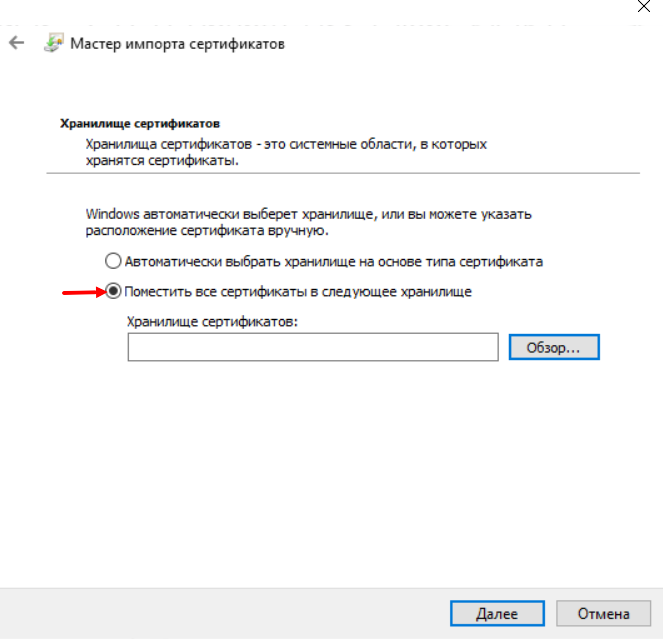 Мастер импорта сертификатов
Хранилище сертификатов
Хранилища сертификатов - это системные области, в которых
хранятся сертификаты.
Windows автоматически выберет хранилище, или вы можете указать
расположение сертификата вручную.
Автоматически выбрать хранилище на основе типа сертификата
Поместить все сертификаты в следующее хранилище
Хранилище сертификатов:
Обзор...
Далее
Отмена